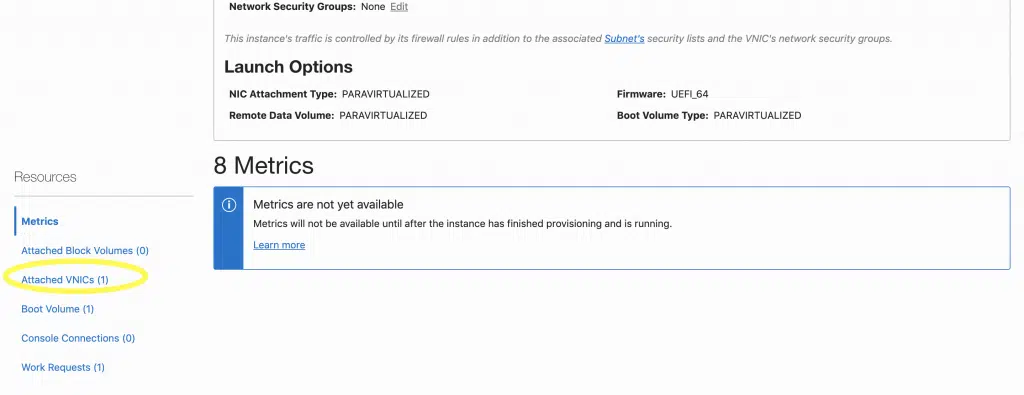 Network Security Groups: None Edit
This instance's traffic is controlled by its firewall rules in addition to the associated Subnet's security lists and the VNIC's network security groups.
Launch Options
NIC Attachment Type: PARAVIRTUALIZED
Firmware: UEFI_64
Remote Data Volume: PARAVIRTUALIZED
Boot Volume Type: PARAVIRTUALIZED
Resources
Metrics
Attached Block Volumes (0)
Attached VNICs (1)
Boot Volume (1)
Console Connections (0)
Work Requests (1)
8 Metrics
Metrics are not yet available
Metrics will not be available until after the instance has finished provisioning and is running.
Learn more